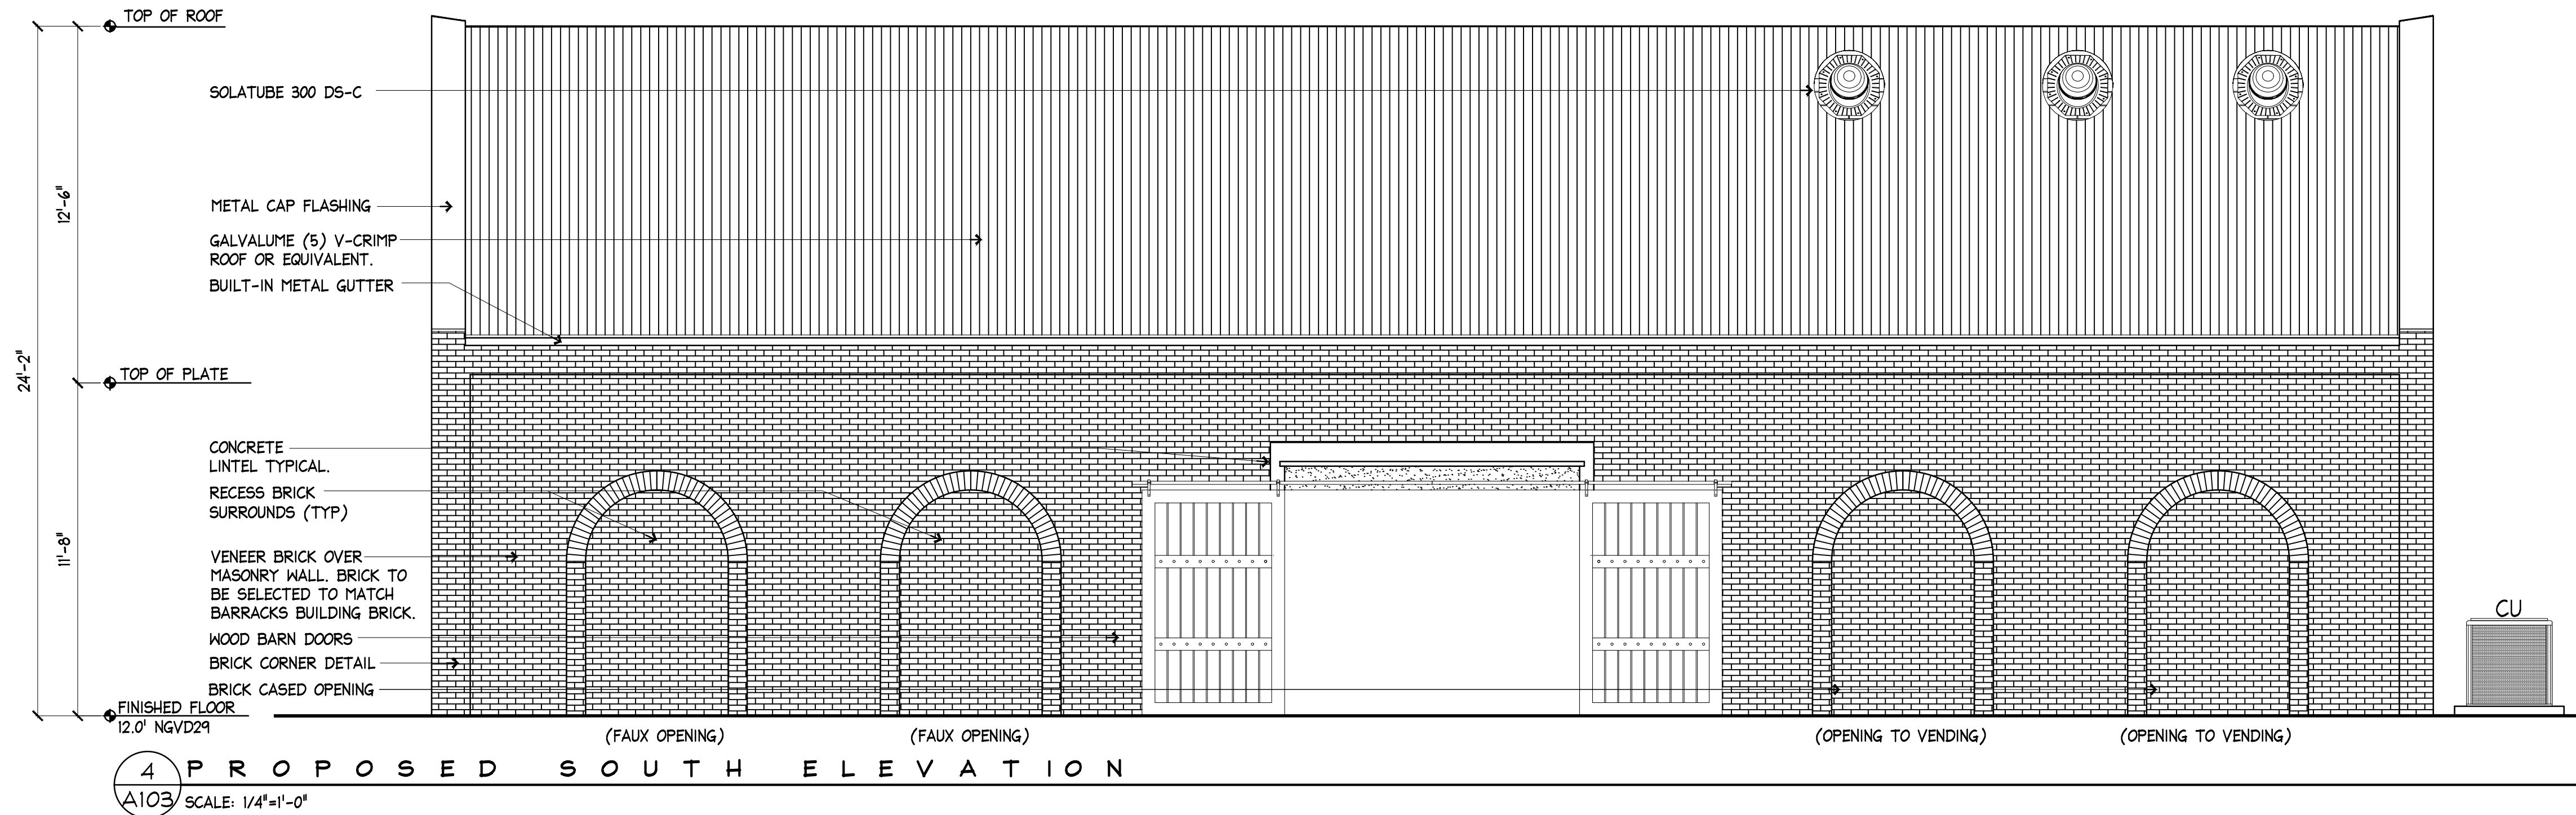 TOP OF ROOF
SOLATUBE 300 DS-C
12'-6"
METAL CAP FLASHING
GALVALUME (5) V-CRIMP
ROOF OR EQUIVALENT.
BUILT-IN METAL GUTTER
24'-2"
TOP OF PLATE
CONCRETE
LINTEL TYPICAL.
RECESS BRICK
SURROUNDS (TYP)
11'-8"
VENEER BRICK OVER
MASONRY WALL. BRICK TO
BE SELECTED TO MATCH
BARRACKS BUILDING BRICK.
WOOD BARN DOORS
BRICK CORNER DETAIL
BRICK CASED OPENING
CU
FINISHED FLOOR
12.0' NGVD29
(FAUX OPENING)
(FAUX OPENING)
(OPENING TO VENDING)
(OPENING TO VENDING)
4
PROPOSED SOUTH ELEVATION
A103
SCALE: 1/4"=1'-0"